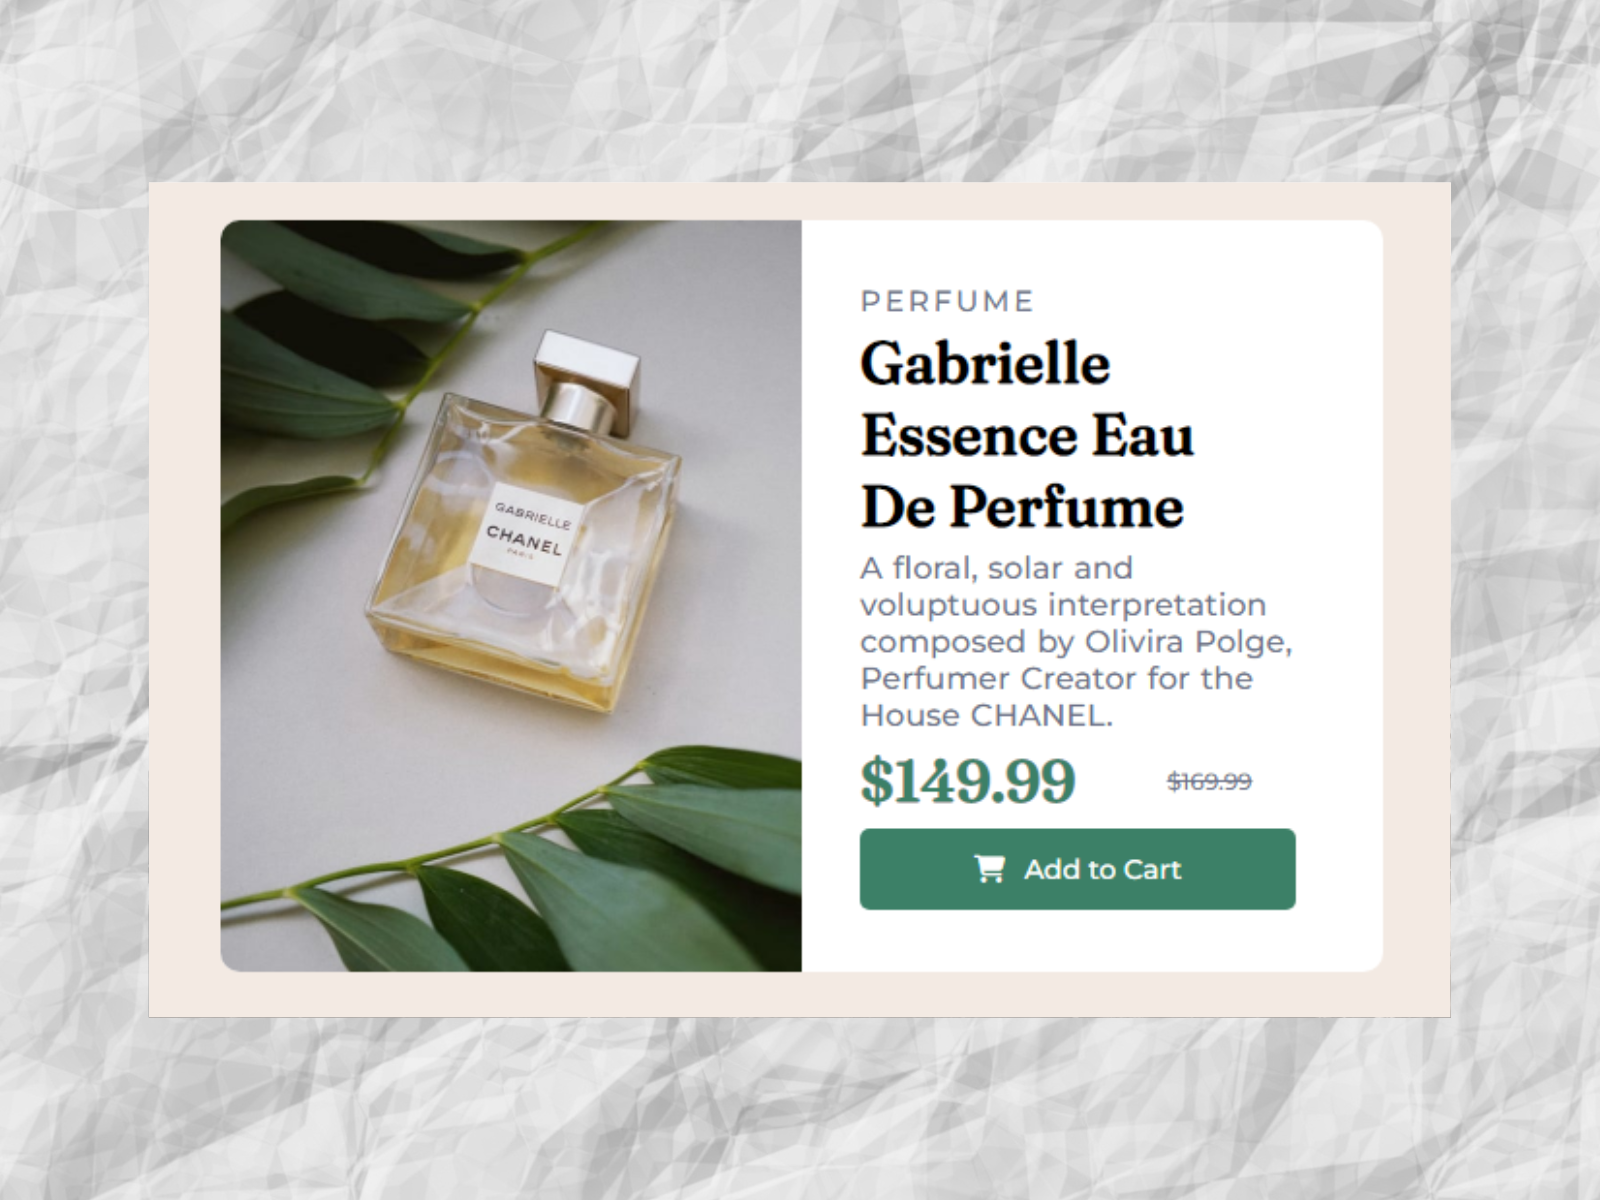 GABRIELLE
CHANEL
PARIS
PERFUME
Gabrielle
Essence Eau
De Perfume
A floral, solar and
voluptuous interpretation
composed by Olivira Polge,
Perfumer Creator for the
House CHANEL.
$149.99 $169.99
Add to Cart